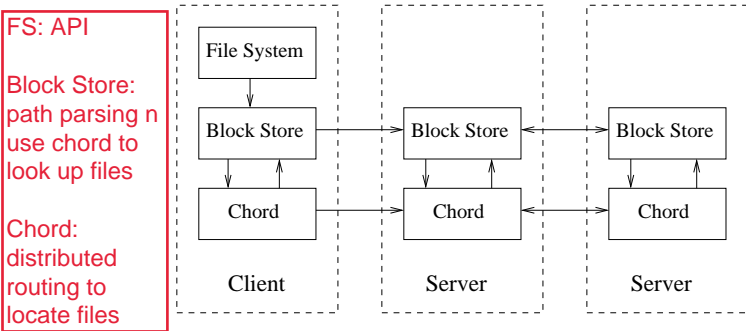 FS: API
Block Store:
path parsing n
use chord to
look up files
Chord:
distributed
routing to
locate files
File System
Block Store
Block Store
Block Store
Chord
Chord
Chord
Client
Server
Server